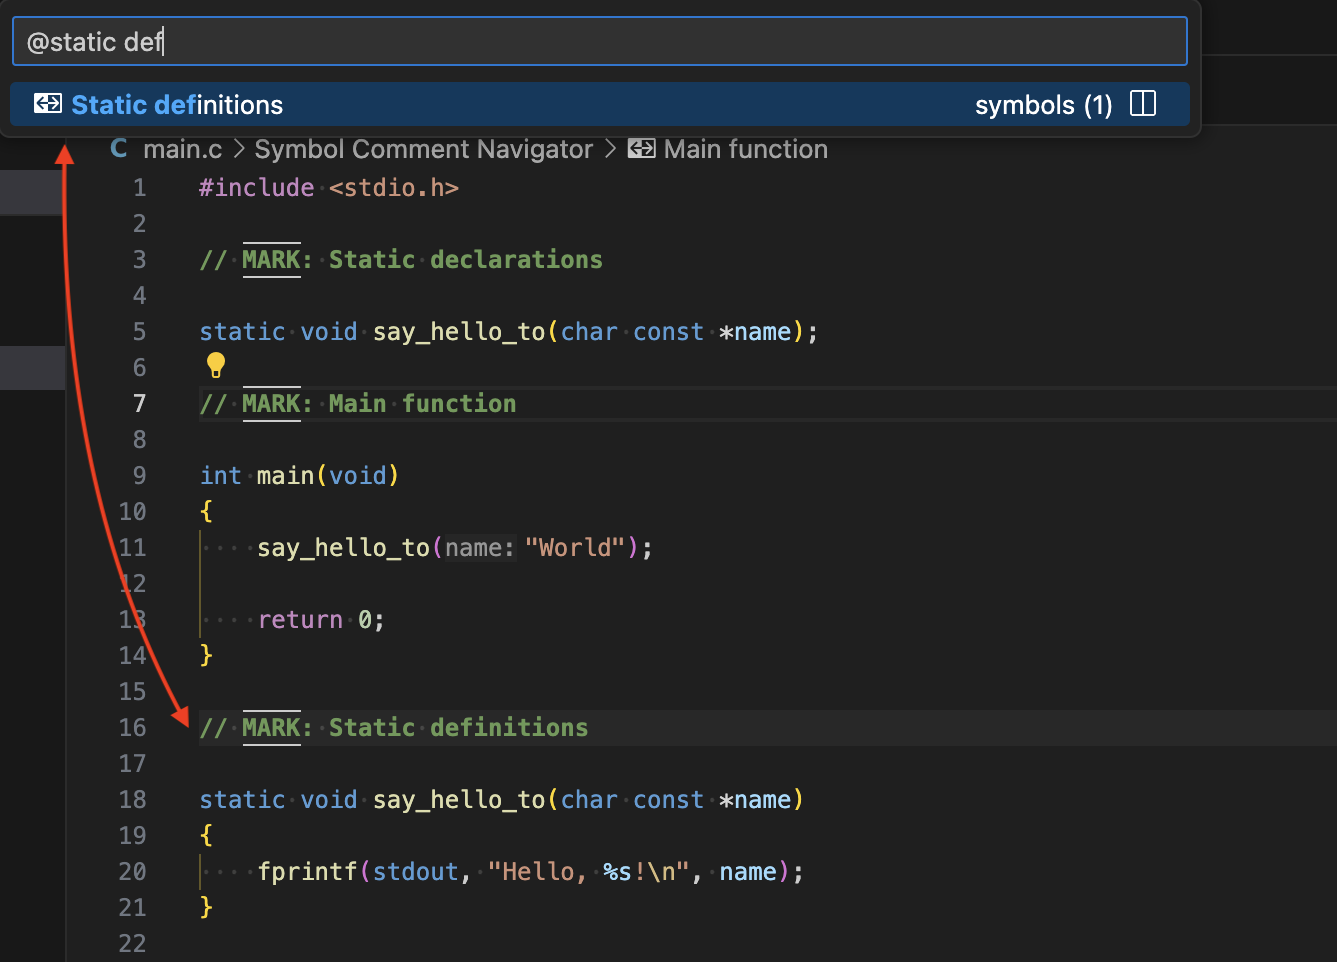 @static def
Static definitions symbols (1)
C main.c > Symbol Comment Navigator > Main function
1 #include <stdio.h>
2
3 // MARK: Static declarations
4
5 static void say_hello_to(char const *name);
6
7 // MARK: Main function
8
9 int main(void)
10 {
11 say_hello_to(name: "World");
12
13 return 0;
14 }
15
16 // MARK: Static definitions
17
18 static void say_hello_to(char const *name)
19 {
20 fprintf(stdout, "Hello, %s!\n", name);
21 }
22